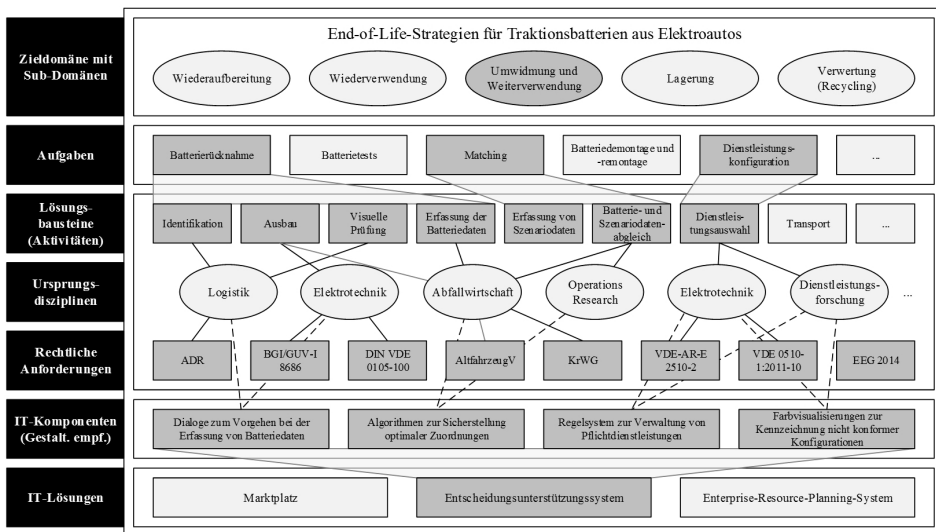 End-of-Life-Strategien für Traktionsbatterien aus Elektroautos
Zieldomäne mit
Sub-Domänen
Wiederaufbereitung
Wiederverwendung
Umwidmung und
Weiterverwendung
Lagerung
Verwertung
(Recycling)
Aufgaben
Batterierücknahme
Batterietests
Matching
Batteriedemontage und
-remontage
Dienstleistungs-
konfiguration
...
Lösungs-
bausteine
(Aktivitäten)
Identifikation
Ausbau
Visuelle
Prüfung
Erfassung der
Batteriedaten
Erfassung von
Szenariodaten
Batterie- und
Szenariodaten-
abgleich
Dienstleis-
tungsauswahl
Transport
...
Ursprungs-
disziplinen
Logistik
Elektrotechnik
Abfallwirtschaft
Operations
Research
Elektrotechnik
Dienstleistungs-
forschung
...
Rechtliche
Anforderungen
ADR
BGI/GUV-I
8686
DIN VDE
0105-100
AltfahrzeugV
KrWG
VDE-AR-E
2510-2
VDE 0510-
1:2011-10
EEG 2014
IT-Komponenten
(Gestalt. empf.)
Dialoge zum Vorgehen bei der
Erfassung von Batteriedaten
Algorithmen zur Sicherstellung
optimaler Zuordnungen
Regelsystem zur Verwaltung von
Pflichtdienstleistungen
Farbvisualisierungen zur
Kennzeichnung nicht konformer
Konfigurationen
IT-Lösungen
Marktplatz
Entscheidungsunterstützungssystem
Enterprise-Resource-Planning-System